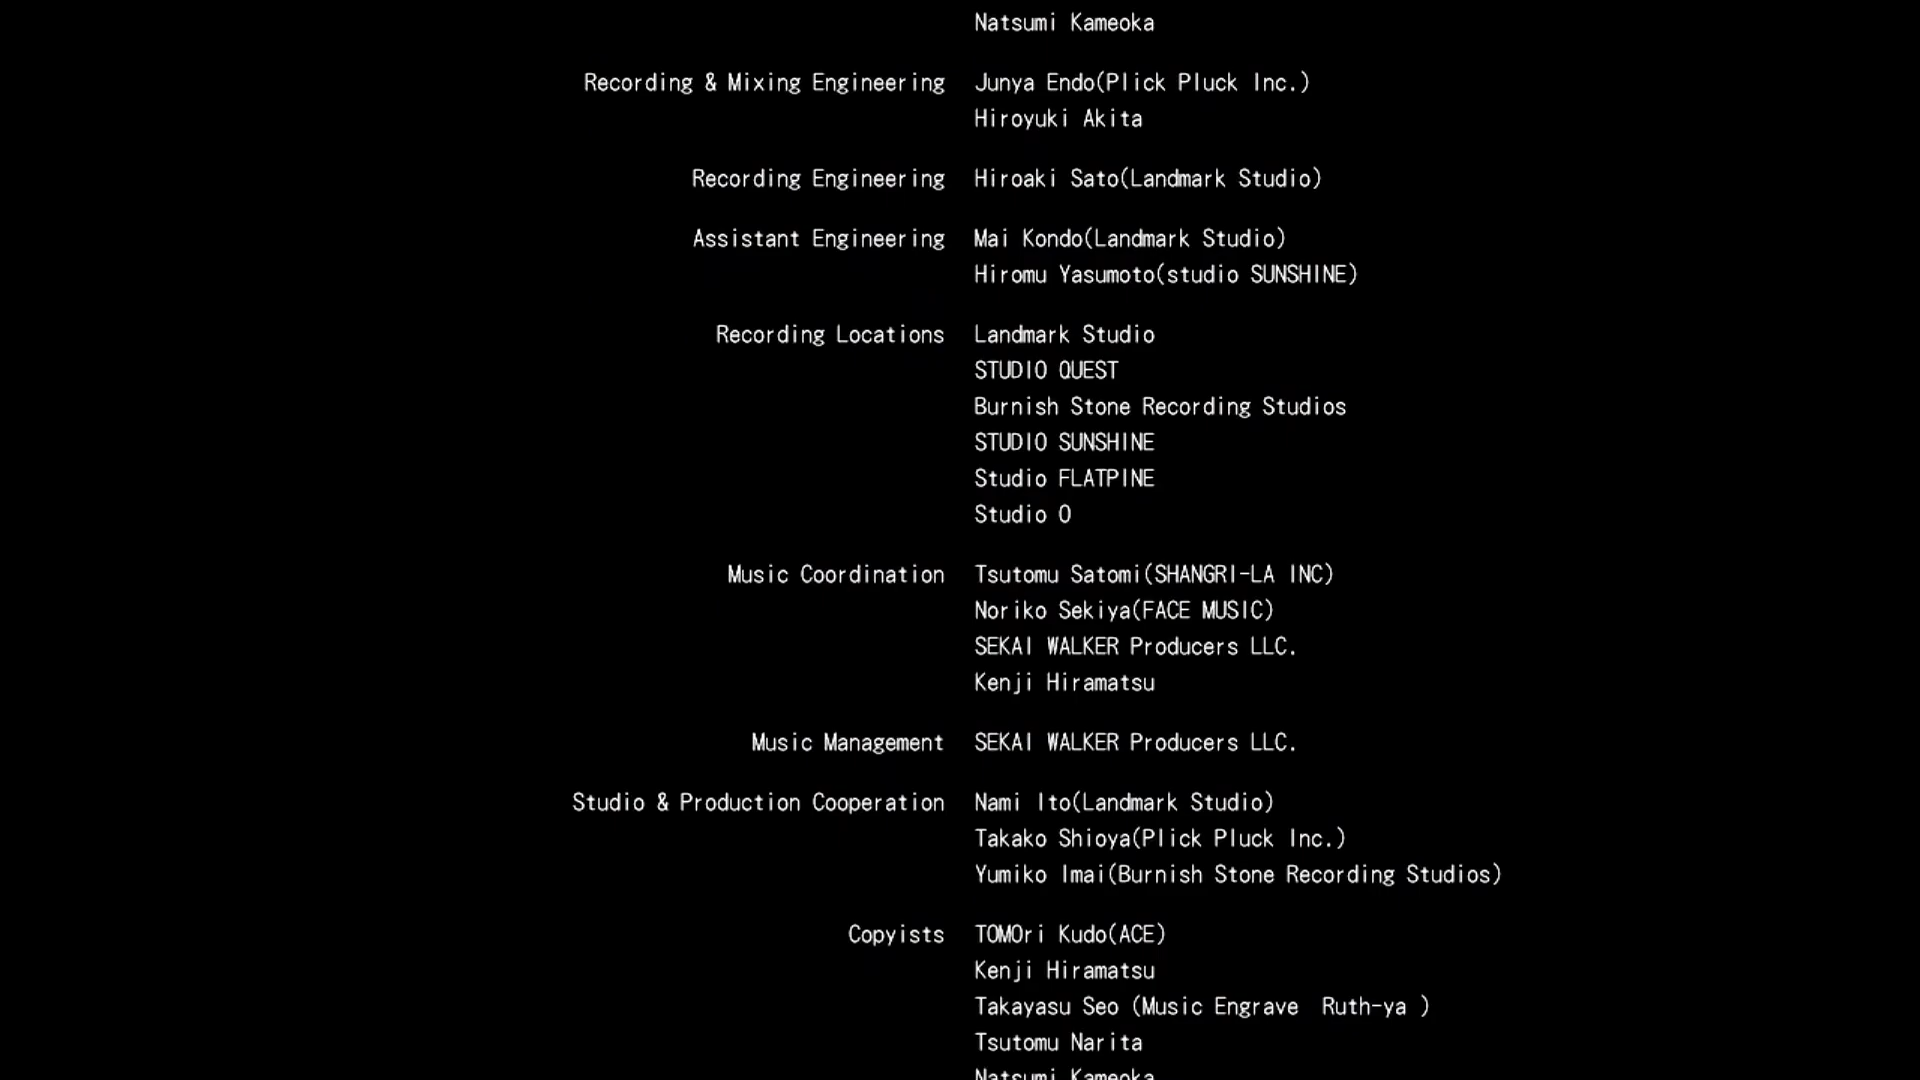 Natsumi Kameoka
Recording & Mixing Engineering Junya Endo(Plick Pluck Inc.)
Hiroyuki Akita
Recording Engineering Hiroaki Sato(Landmark Studio)
Assistant Engineering Mai Kondo(Landmark Studio)
Hiromu Yasumoto(studio SUNSHINE)
Recording Locations Landmark Studio
STUDIO QUEST
Burnish Stone Recording Studios
STUDIO SUNSHINE
Studio FLATPINE
Studio O
Music Coordination Tsutomu Satomi(SHANGRI-LA INC)
Noriko Sekiya(FACE MUSIC)
SEKAI WALKER Producers LLC.
Kenji Hiramatsu
Music Management SEKAI WALKER Producers LLC.
Studio & Production Cooperation Nami Ito(Landmark Studio)
Takako Shioya(Plick Pluck Inc.)
Yumiko Imai(Burnish Stone Recording Studios)
Copyists TOMOri Kudo(ACE)
Kenji Hiramatsu
Takayasu Seo (Music Engrave  Ruth-ya )
Tsutomu Narita
Natsumi Kameoka